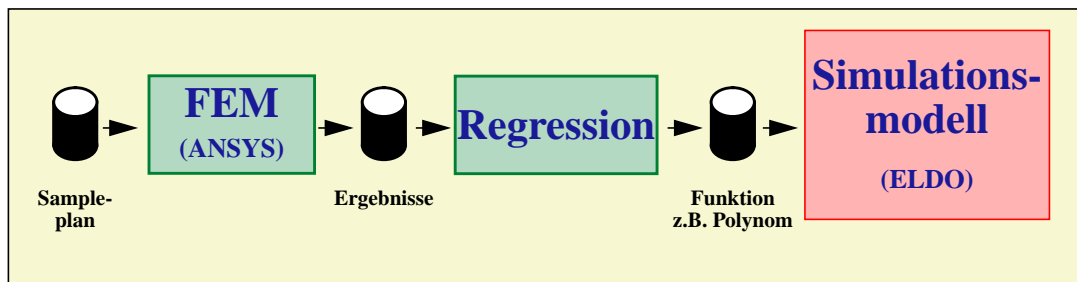 Sample-
plan
FEM
(ANSYS)
Ergebnisse
Regression
Funktion
z.B. Polynom
Simulations-
modell
(ELDO)